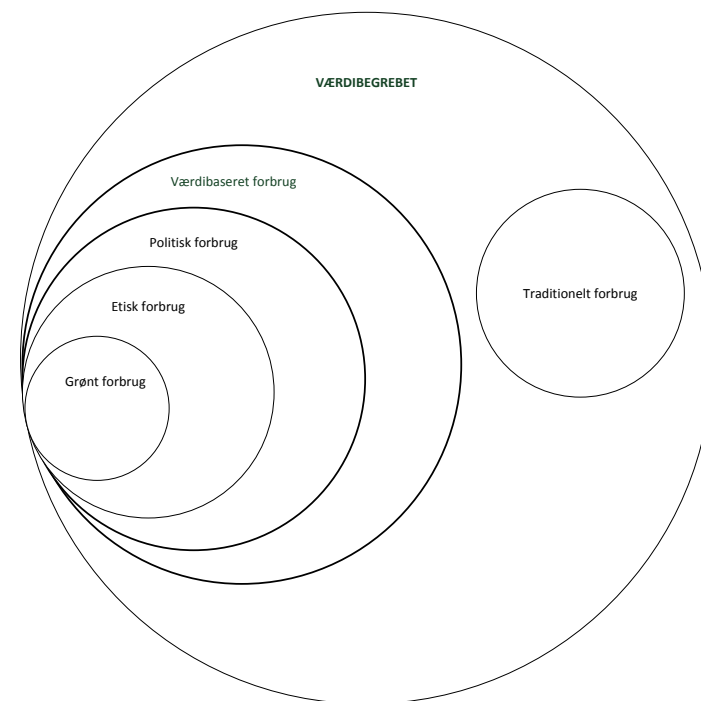 VÆRDIBEGREBET
Værdibaseret forbrug
Politisk forbrug
Traditionelt forbrug
Etisk forbrug
Grønt forbrug